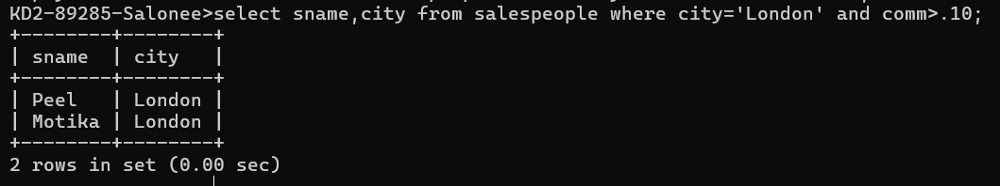 KD2-89285-Salonee>select sname,city from salespeople where city='London' and comm>.10;
+--------+--------+
| sname  | city   |
+--------+--------+
| Peel   | London |
| Motika | London |
+--------+--------+
2 rows in set (0.00 sec)